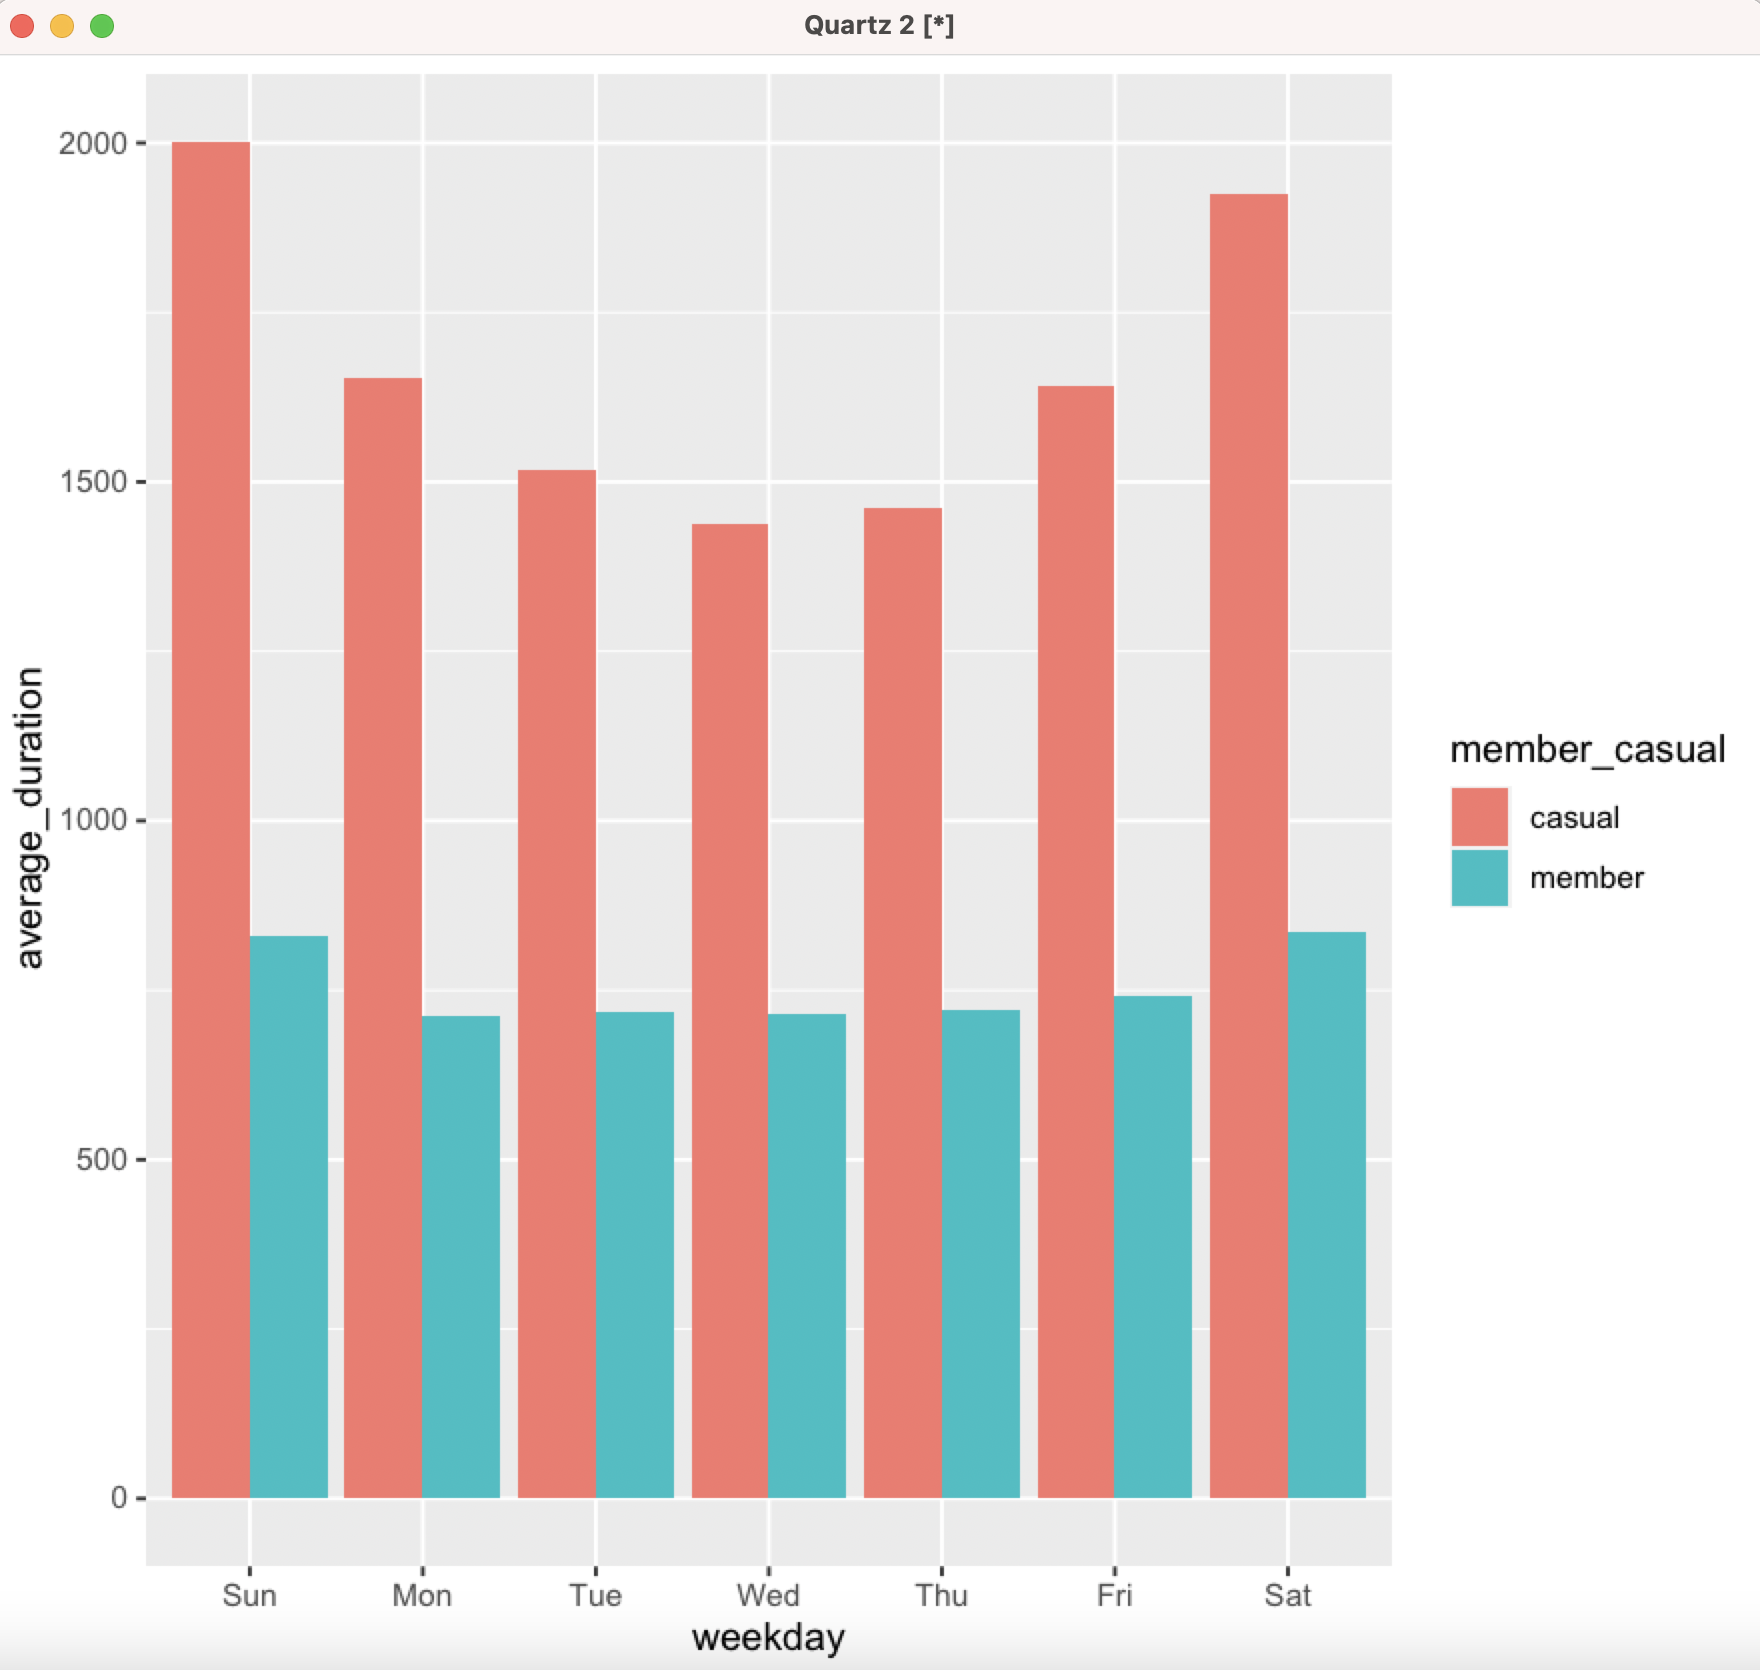 Quartz 2 [*]
average_duration
2000
1500
1000
500
0
Sun Mon Tue Wed Thu Fri Sat
weekday
member_casual
casual
member